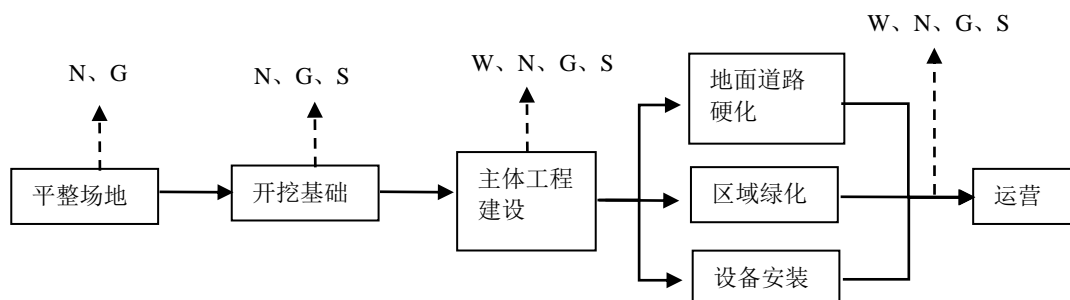 N、G
N、G、S
W、N、G、S
W、N、G、S
平整场地
开挖基础
主体工程
建设
地面道路
硬化
区域绿化
设备安装
运营